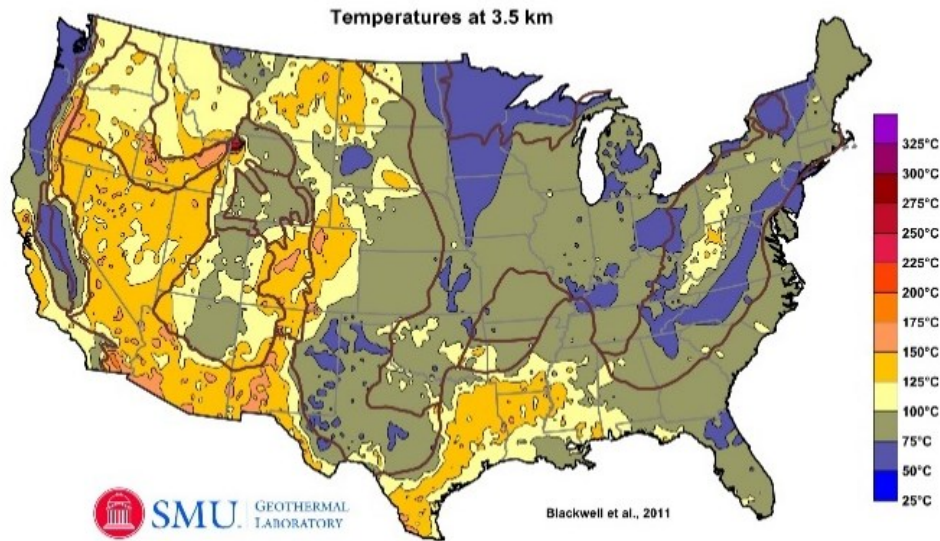 Temperatures at 3.5 km
325°C
300°C
275°C
250°C
225°C
200°C
175°C
150°C
125°C
100°C
75°C
50°C
25°C
SMU. GEOTHERMAL
LABORATORY
Blackwell et al., 2011